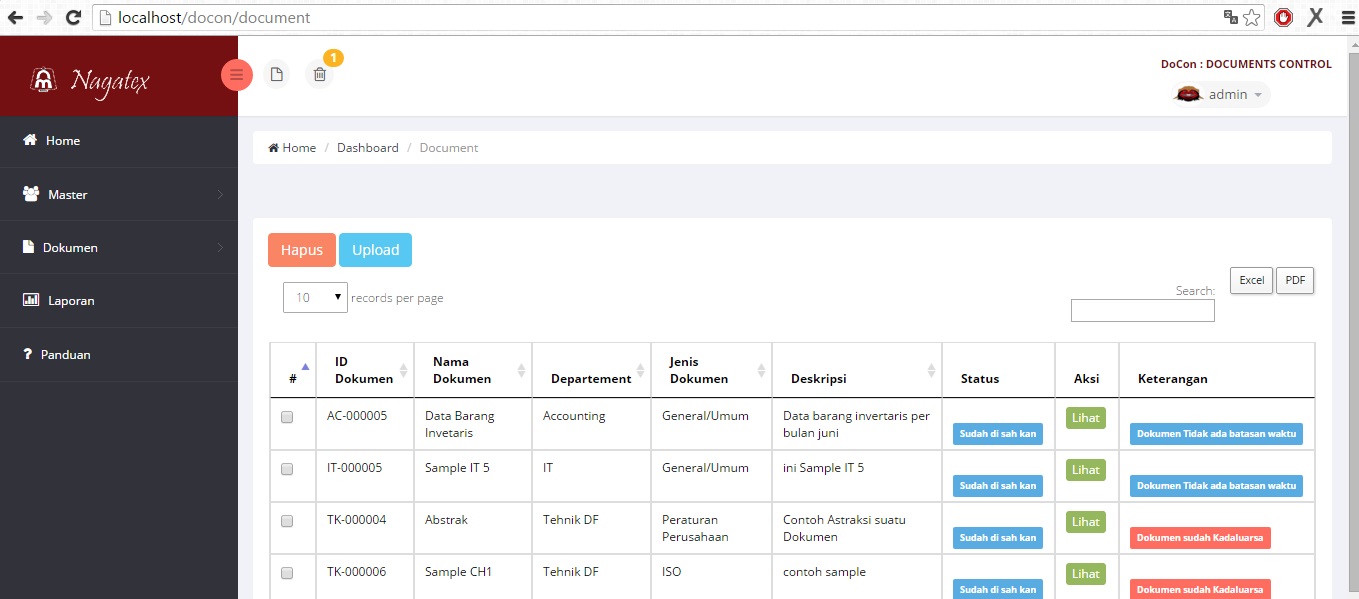 localhost/docon/document
Nagatex
1
DoCon : DOCUMENTS CONTROL
admin
Home
Master
Dokumen
Laporan
Panduan
Home / Dashboard / Document
Hapus Upload
10 records per page
Search:
Excel PDF
# ID Dokumen Nama Dokumen Departement Jenis Dokumen Deskripsi Status Aksi Keterangan
AC-000005 Data Barang Invetaris Accounting General/Umum Data barang invertaris per bulan juni Sudah di sah kan Lihat Dokumen Tidak ada batasan waktu
IT-000005 Sample IT 5 IT General/Umum ini Sample IT 5 Sudah di sah kan Lihat Dokumen Tidak ada batasan waktu
TK-000004 Abstrak Tehnik DF Peraturan Perusahaan Contoh Astraksi suatu Dokumen Sudah di sah kan Lihat Dokumen sudah Kadaluarsa
TK-000006 Sample CH1 Tehnik DF ISO contoh sample Sudah di sah kan Lihat Dokumen sudah Kadaluarsa